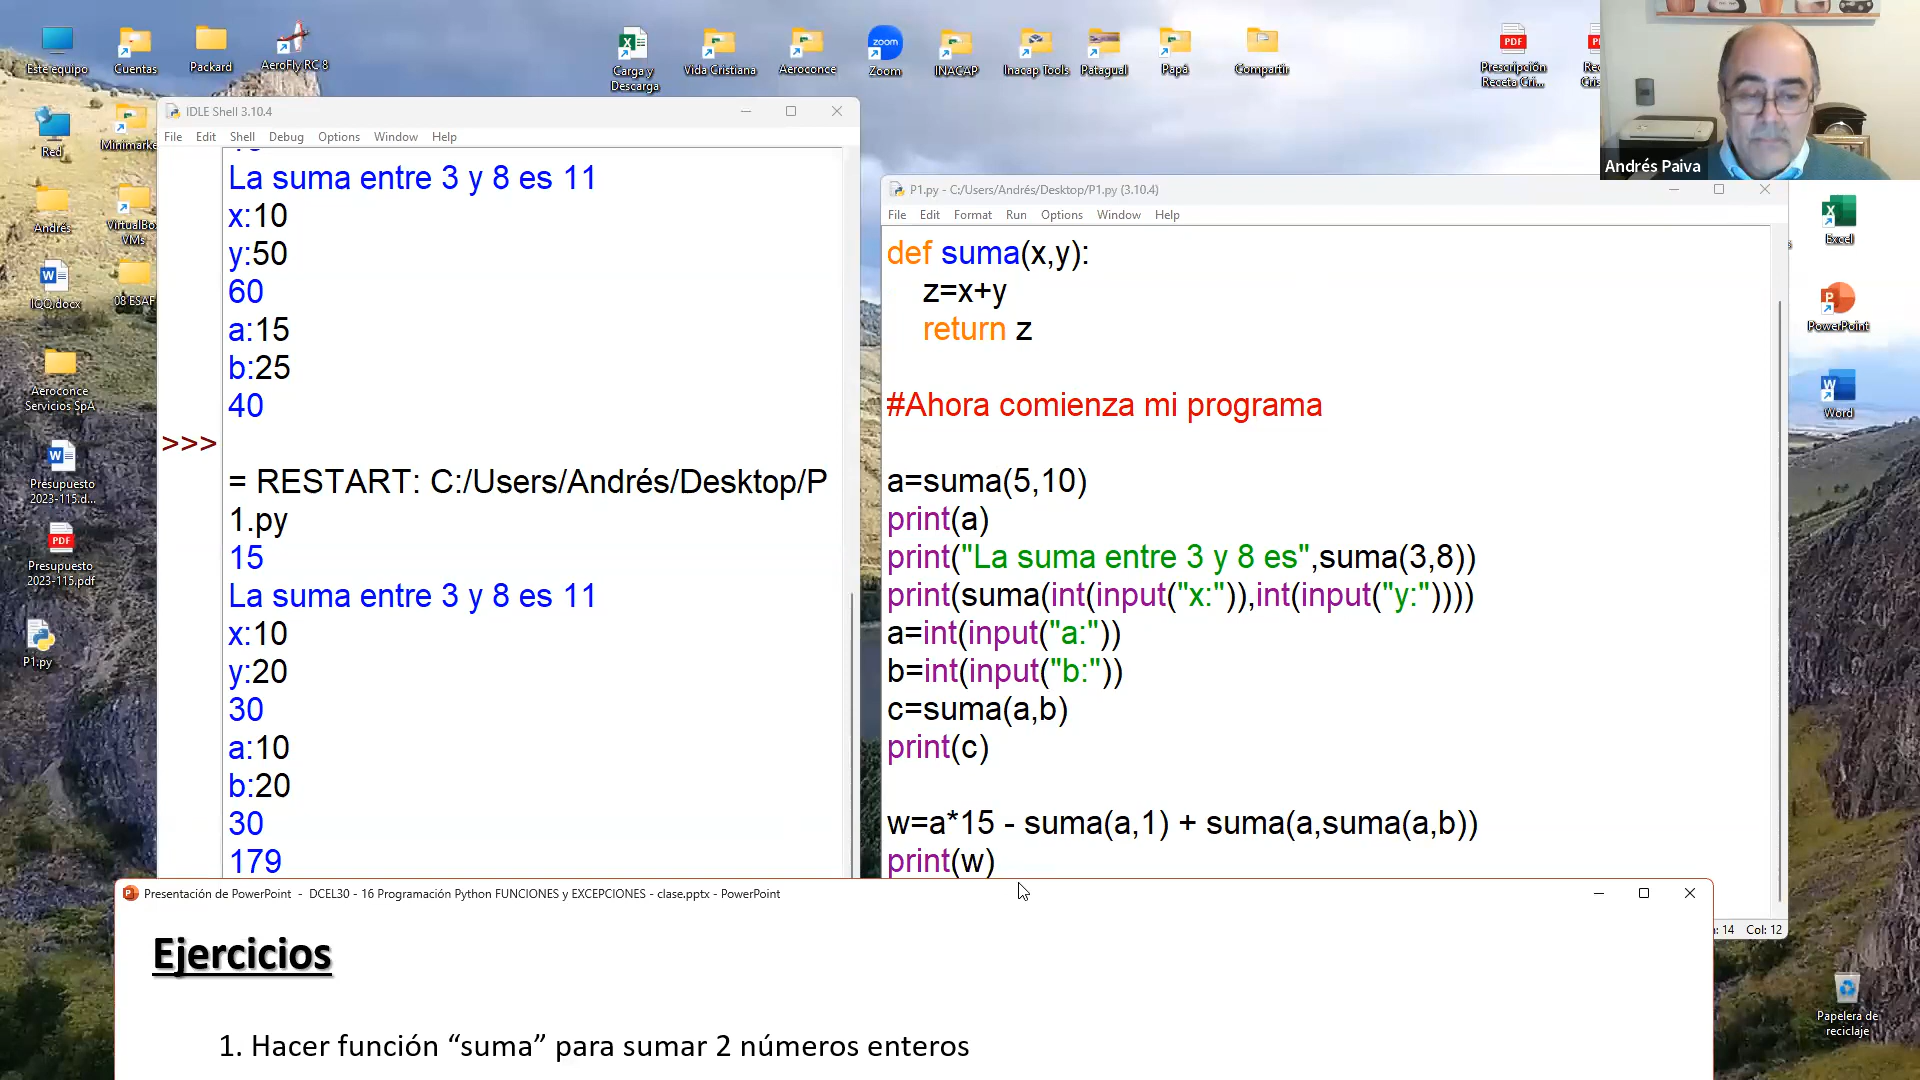 Este equipo
Cuentas
Packard
AeroFly RC 8
Carga y
Descarga
Vida Cristiana
Aeroconce
Zoom
zoom
INACAP
Inacap Tools
Patagual
Papá
Compartir
PDF
Prescripción
Receta Cri...
Andrés Paiva
Red
Minimarke
Andrés
VirtualBox
VMs
IQQ.docx
08 ESAF
Aeroconce
Servicios SpA
Presupuesto
2023-115.d...
PDF
Presupuesto
2023-115.pdf
P1.py
IDLE Shell 3.10.4
File Edit Shell Debug Options Window Help
La suma entre 3 y 8 es 11
x:10
y:50
60
a:15
b:25
40
>>>
= RESTART: C:/Users/Andrés/Desktop/P
1.py
15
La suma entre 3 y 8 es 11
x:10
y:20
30
a:10
b:20
30
179
P1.py - C:/Users/Andrés/Desktop/P1.py (3.10.4)
File Edit Format Run Options Window Help
def suma(x,y):
z=x+y
return z
#Ahora comienza mi programa
a=suma(5,10)
print(a)
print("La suma entre 3 y 8 es",suma(3,8))
print(suma(int(input("x:")),int(input("y:"))))
a=int(input("a:"))
b=int(input("b:"))
c=suma(a,b)
print(c)
w=a*15 - suma(a,1) + suma(a,suma(a,b))
print(w)
: 14 Col: 12
Excel
PowerPoint
Word
Papelera de
reciclaje
Presentación de PowerPoint - DCEL30 - 16 Programación Python FUNCIONES y EXCEPCIONES - clase.pptx - PowerPoint
Ejercicios
1. Hacer función “suma” para sumar 2 números enteros